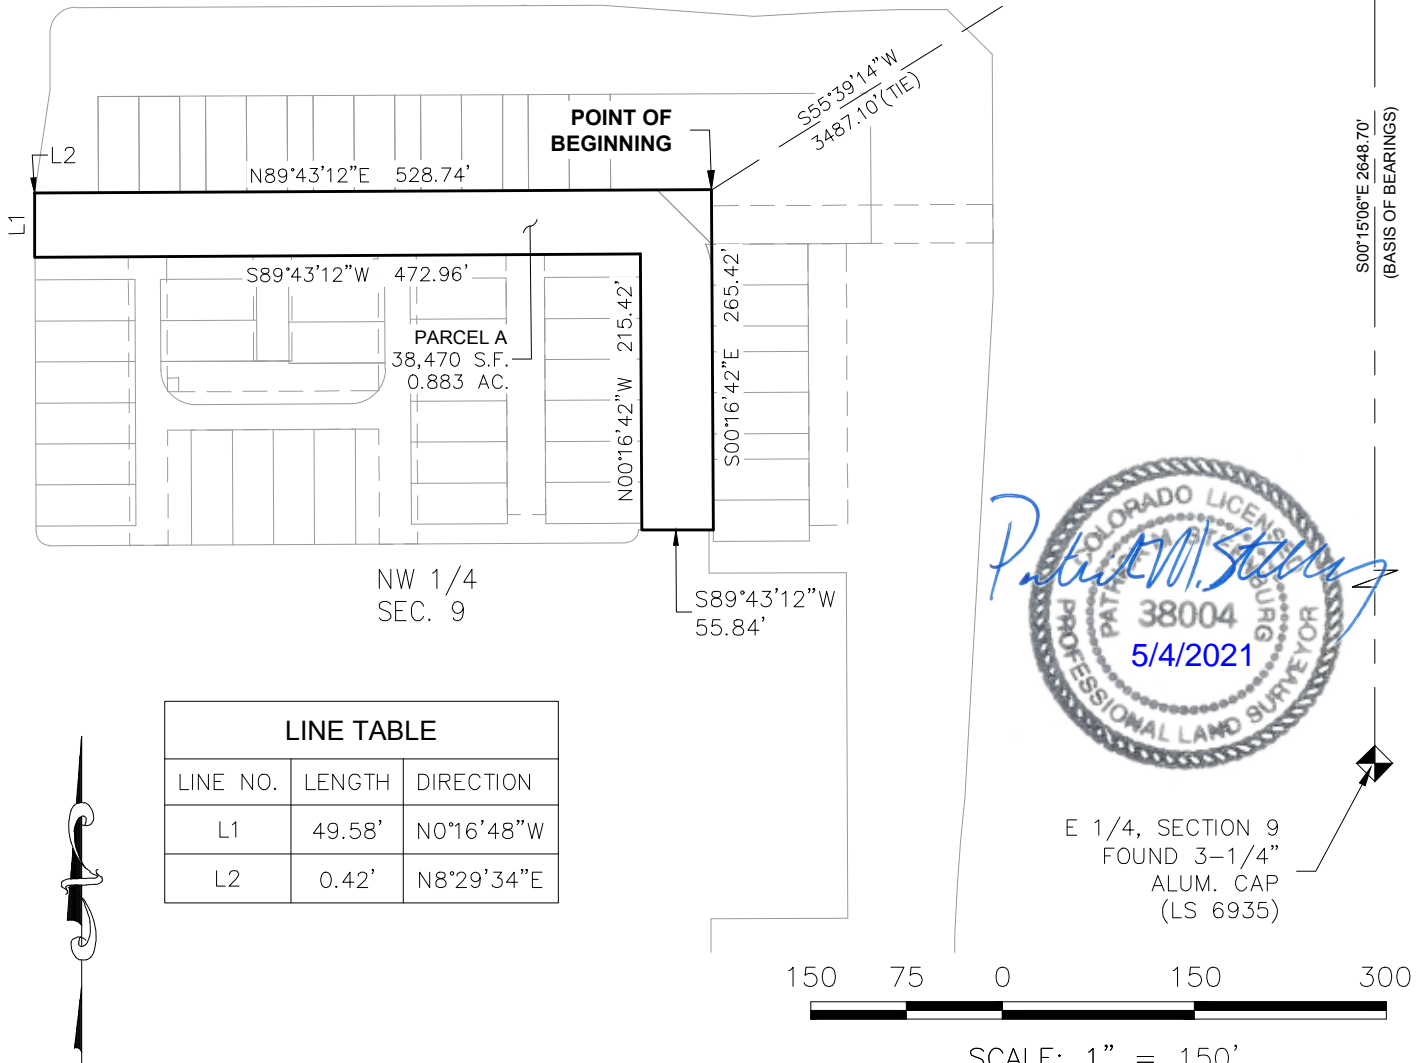 S55°39'14"W
3487.10'(TIE)
S00°15'06"E 2648.70'
(BASIS OF BEARINGS)
POINT OF
BEGINNING
L2
N89°43'12"E 528.74'
L1
S89°43'12"W 472.96'
PARCEL A
38,470 S.F.
0.883 AC.
N00°16'42"W 215.42'
S00°16'42"E 265.42'
NW 1/4
SEC. 9
S89°43'12"W
55.84'
COLORADO LICENSED
38004
5/4/2021
PROFESSIONAL LAND SURVEYOR
LINE TABLE
LINE NO. LENGTH DIRECTION
L1 49.58' N0°16'48"W
L2 0.42' N8°29'34"E
E 1/4, SECTION 9
FOUND 3-1/4"
ALUM. CAP
(LS 6935)
150 75 0 150 300
SCALE: 1" = 150'